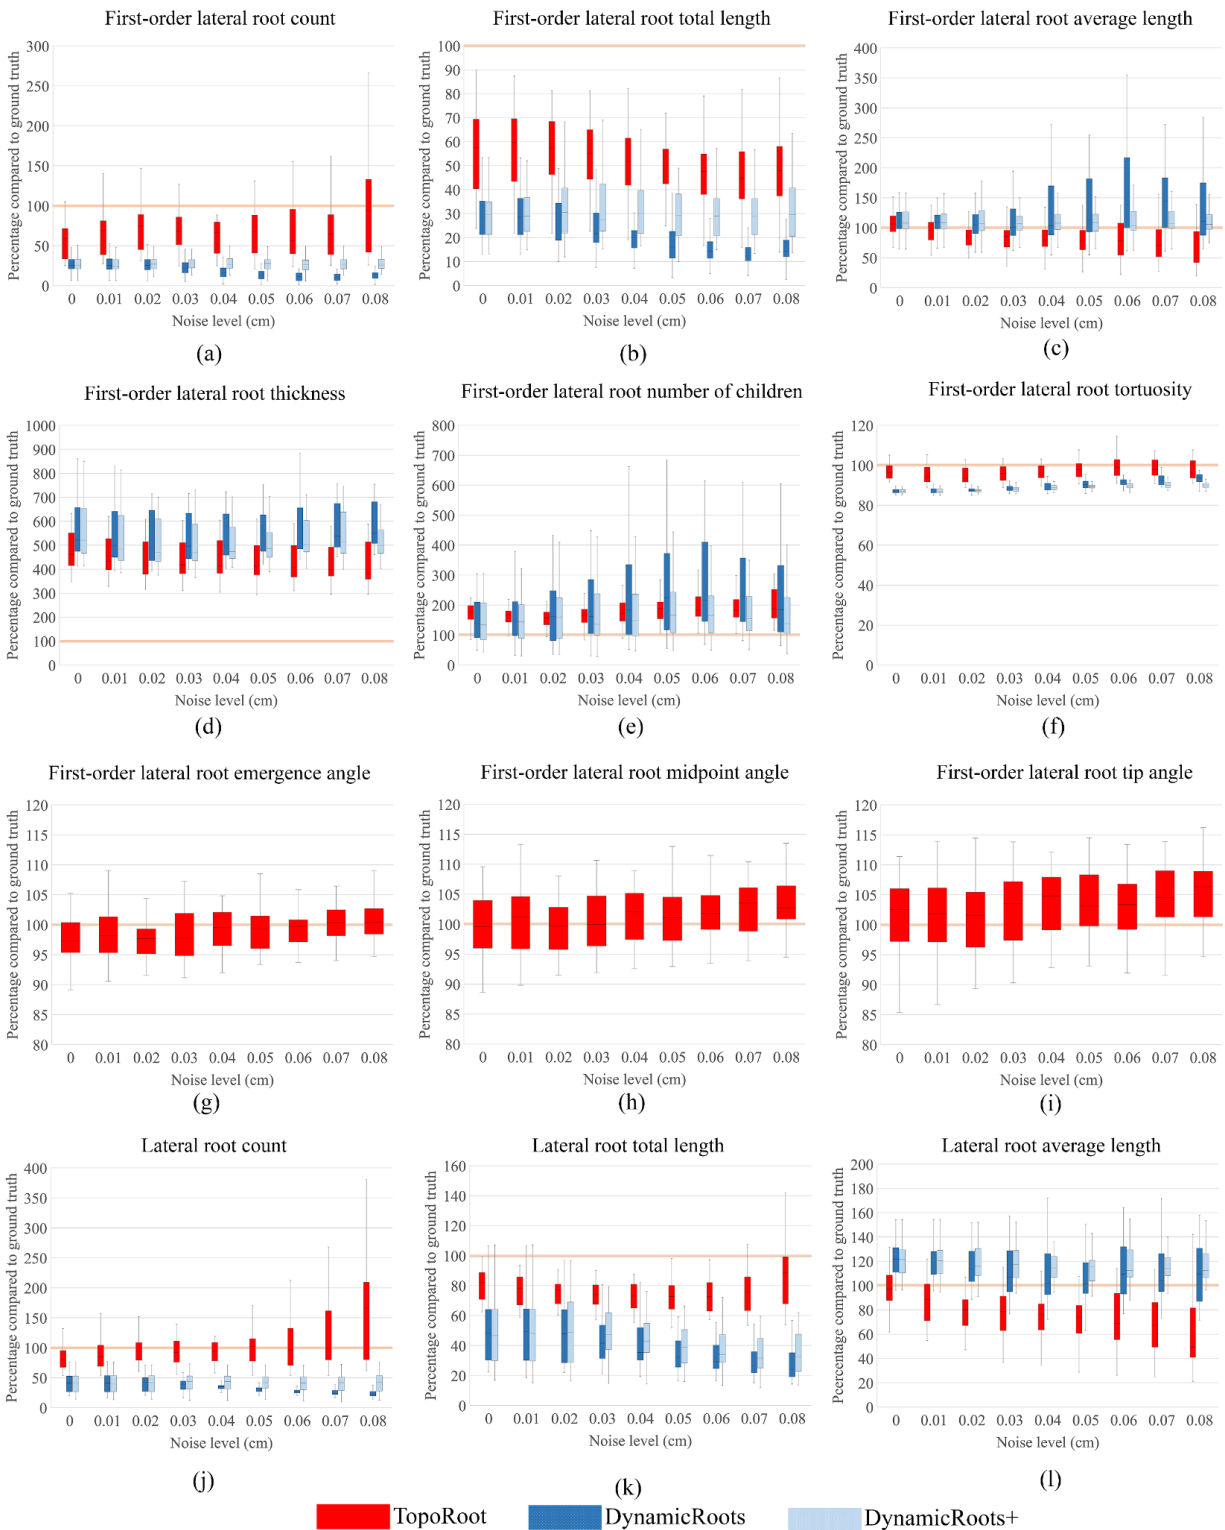 First-order lateral root count
First-order lateral root total length
First-order lateral root average length
Percentage compared to ground truth
300
250
200
150
100
50
0
0 0.01 0.02 0.03 0.04 0.05 0.06 0.07 0.08
Noise level (cm)
(a)
Percentage compared to ground truth
100
90
80
70
60
50
40
30
20
10
0
0 0.01 0.02 0.03 0.04 0.05 0.06 0.07 0.08
Noise level (cm)
(b)
Percentage compared to ground truth
400
350
300
250
200
150
100
50
0
0 0.01 0.02 0.03 0.04 0.05 0.06 0.07 0.08
Noise level (cm)
(c)
First-order lateral root thickness
First-order lateral root number of children
First-order lateral root tortuosity
Percentage compared to ground truth
1000
900
800
700
600
500
400
300
200
100
0
0 0.01 0.02 0.03 0.04 0.05 0.06 0.07 0.08
Noise level (cm)
(d)
Percentage compared to ground truth
800
700
600
500
400
300
200
100
0
0 0.01 0.02 0.03 0.04 0.05 0.06 0.07 0.08
Noise level (cm)
(e)
Percentage compared to ground truth
120
100
80
60
40
20
0
0 0.01 0.02 0.03 0.04 0.05 0.06 0.07 0.08
Noise level (cm)
(f)
First-order lateral root emergence angle
First-order lateral root midpoint angle
First-order lateral root tip angle
Percentage compared to ground truth
120
115
110
105
100
95
90
85
80
0 0.01 0.02 0.03 0.04 0.05 0.06 0.07 0.08
Noise level (cm)
(g)
Percentage compared to ground truth
120
115
110
105
100
95
90
85
80
0 0.01 0.02 0.03 0.04 0.05 0.06 0.07 0.08
Noise level (cm)
(h)
Percentage compared to ground truth
120
115
110
105
100
95
90
85
80
0 0.01 0.02 0.03 0.04 0.05 0.06 0.07 0.08
Noise level (cm)
(i)
Lateral root count
Lateral root total length
Lateral root average length
Percentage compared to ground truth
400
350
300
250
200
150
100
50
0
0 0.01 0.02 0.03 0.04 0.05 0.06 0.07 0.08
Noise level (cm)
(j)
Percentage compared to ground truth
160
140
120
100
80
60
40
20
0
0 0.01 0.02 0.03 0.04 0.05 0.06 0.07 0.08
Noise level (cm)
(k)
Pcercentage compared to ground truth
200
180
160
140
120
100
80
60
40
20
0
0 0.01 0.02 0.03 0.04 0.05 0.06 0.07 0.08
Noise level (cm)
(l)
TopoRoot DynamicRoots DynamicRoots+